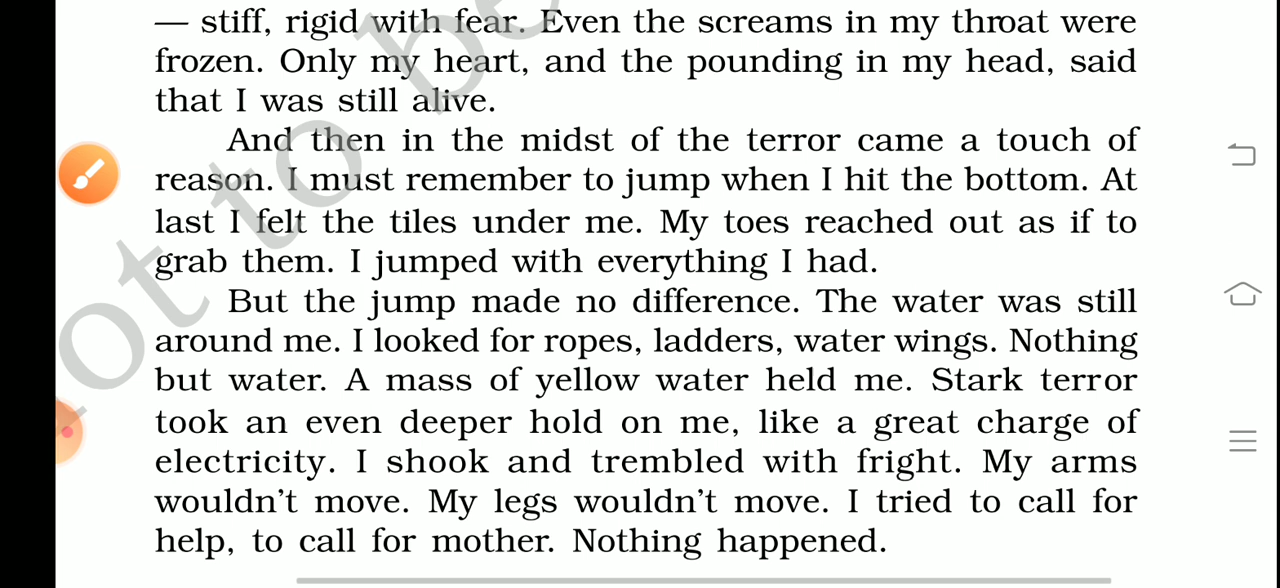 — stiff, rigid with fear. Even the screams in my throat were
frozen. Only my heart, and the pounding in my head, said
that I was still alive.
And then in the midst of the terror came a touch of
reason. I must remember to jump when I hit the bottom. At
last I felt the tiles under me. My toes reached out as if to
grab them. I jumped with everything I had.
But the jump made no difference. The water was still
around me. I looked for ropes, ladders, water wings. Nothing
but water. A mass of yellow water held me. Stark terror
took an even deeper hold on me, like a great charge of
electricity. I shook and trembled with fright. My arms
wouldn't move. My legs wouldn't move. I tried to call for
help, to call for mother. Nothing happened.
not to be